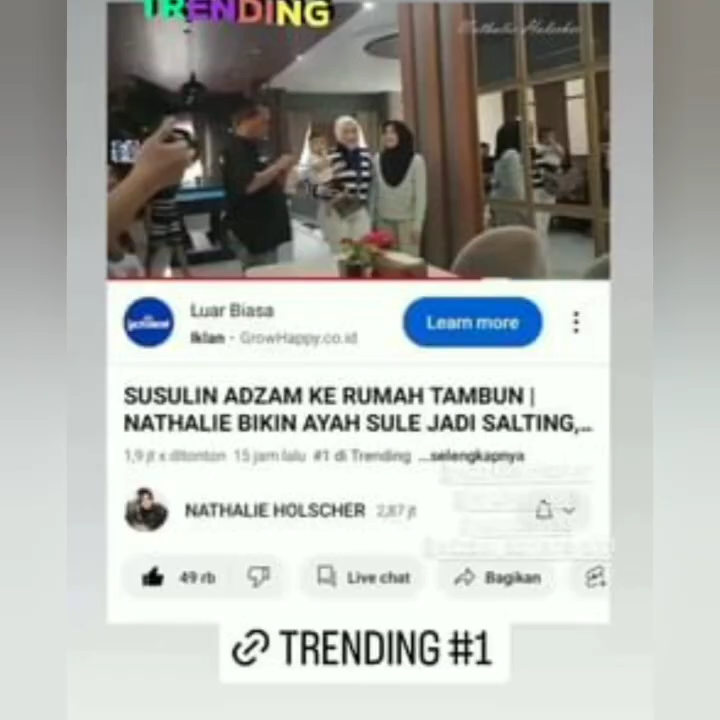 TRENDING
Nathalie Holscher
Luar Biasa
Learn more
Iklan - GrowHappy.co.id
SUSULIN ADZAM KE RUMAH TAMBUN |
NATHALIE BIKIN AYAH SULE JADI SALTING,...
1,9 jt x ditonton 15 jam lalu #1 di Trending ...selengkapnya
NATHALIE HOLSCHER 2,87 jt
49 rb Live chat Bagikan
TRENDING #1